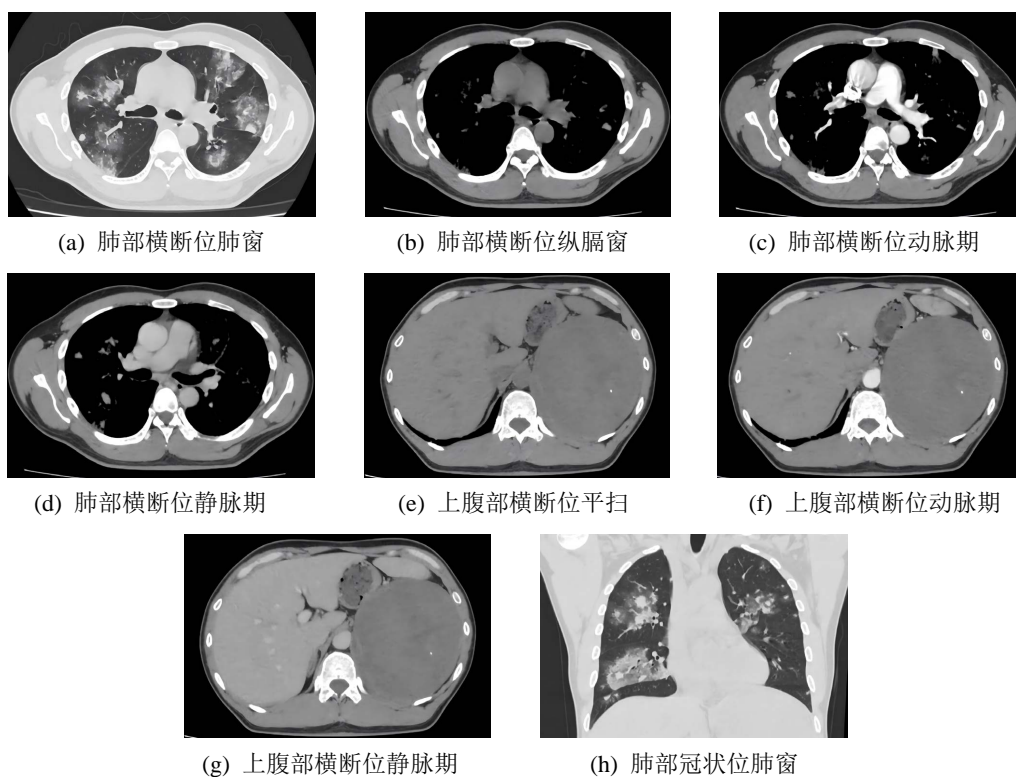 (a) 肺部横断位肺窗
(b) 肺部横断位纵膈窗
(c) 肺部横断位动脉期
(d) 肺部横断位静脉期
(e) 上腹部横断位平扫
(f) 上腹部横断位动脉期
(g) 上腹部横断位静脉期
(h) 肺部冠状位肺窗